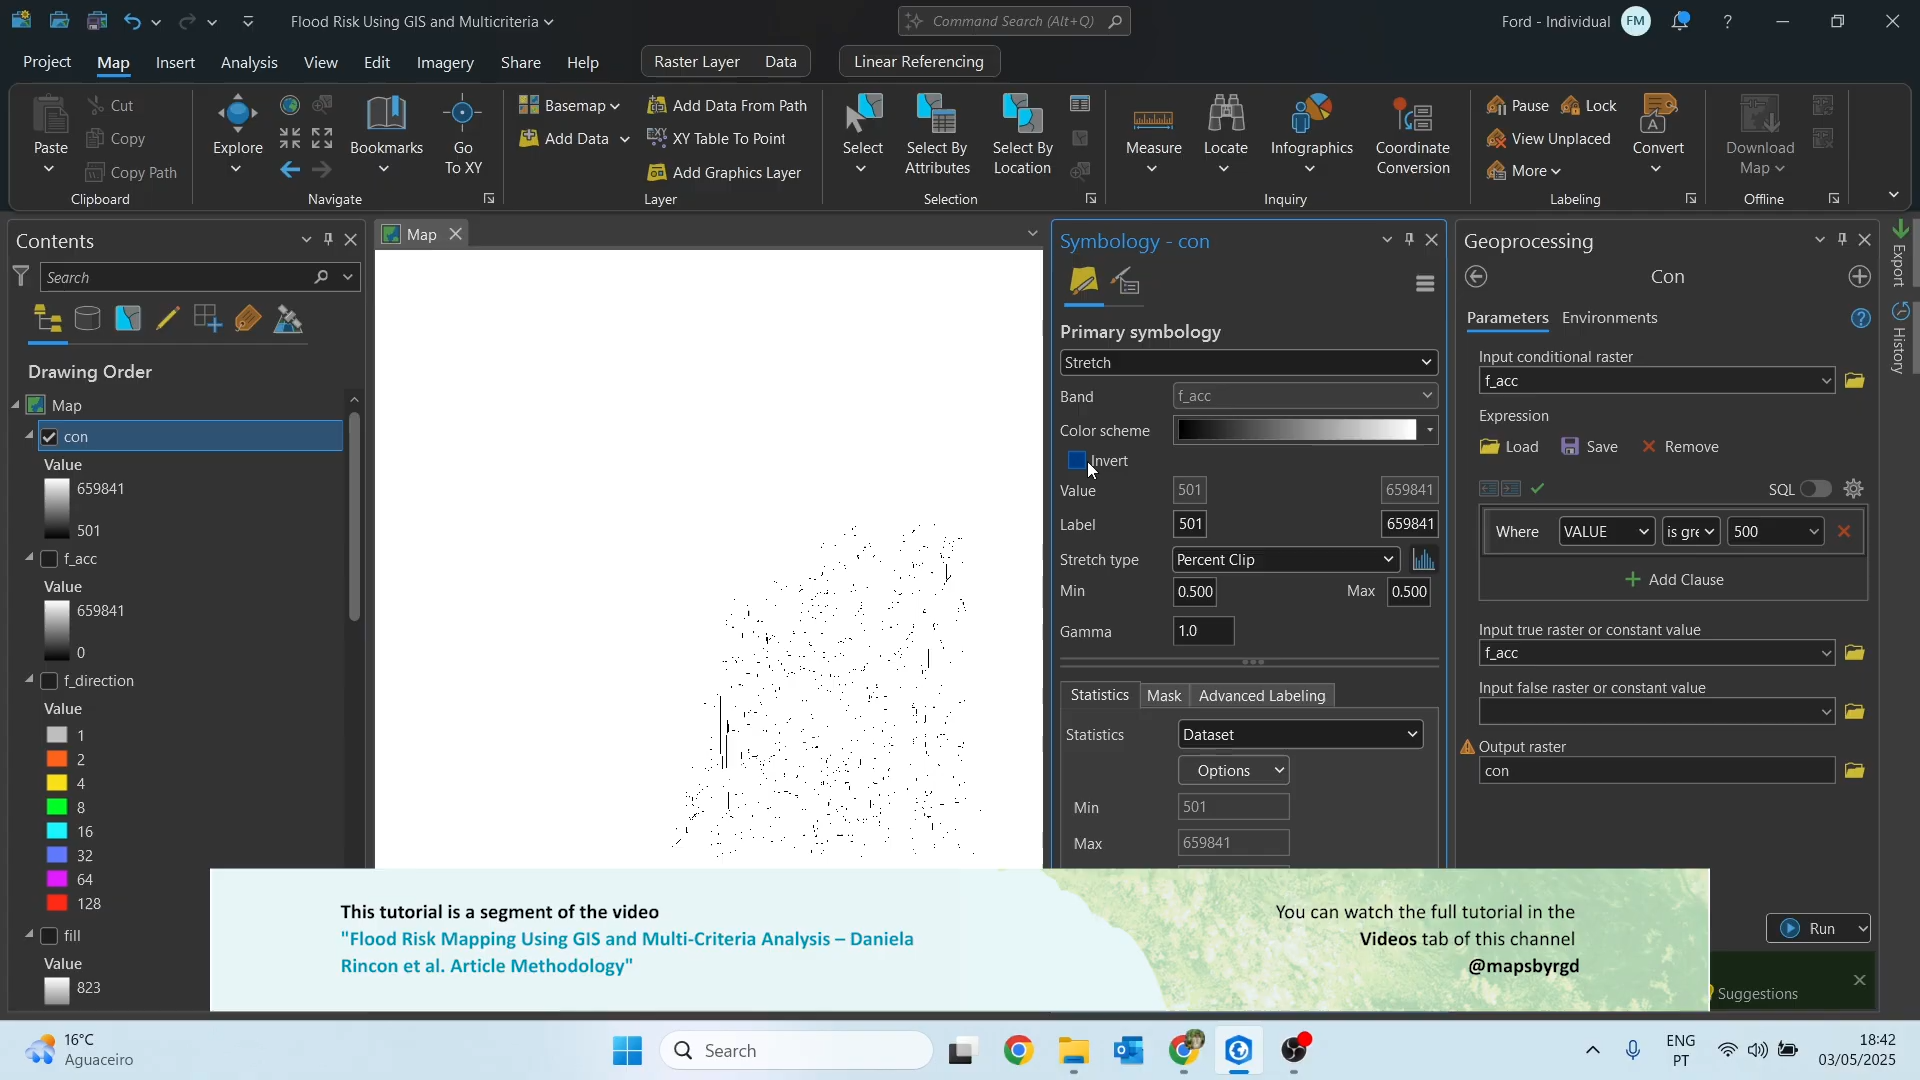 Flood Risk Using GIS and Multicriteria
Command Search (Alt+Q)
Ford - Individual
FM
?
Project
Map
Insert
Analysis
View
Edit
Imagery
Share
Help
Raster Layer
Data
Linear Referencing
Paste
Cut
Copy
Copy Path
Clipboard
Explore
Bookmarks
Go
To XY
Navigate
Basemap
Add Data
Add Data From Path
XY Table To Point
Add Graphics Layer
Layer
Select
Select By
Attributes
Select By
Location
Selection
Measure
Locate
Infographics
Coordinate
Conversion
Inquiry
Pause
Lock
View Unplaced
More
Convert
Labeling
Download
Map
Offline
Contents
Search
Drawing Order
Map
con
Value
659841
501
f_acc
Value
659841
0
f_direction
Value
1
2
4
8
16
32
64
128
fill
Value
823
Map
Symbology - con
Primary symbology
Stretch
Band
f_acc
Color scheme
Invert
Value
501
659841
Label
501
659841
Stretch type
Percent Clip
Min
0.500
Max
0.500
Gamma
1.0
Statistics
Mask
Advanced Labeling
Statistics
Dataset
Options
Min
501
Max
659841
Geoprocessing
Con
Parameters
Environments
?
Input conditional raster
f_acc
Expression
Load
Save
Remove
SQL
Where
VALUE
is gre
500
Add Clause
Input true raster or constant value
f_acc
Input false raster or constant value
Output raster
con
Run
Suggestions
Export
History
This tutorial is a segment of the video
"Flood Risk Mapping Using GIS and Multi-Criteria Analysis – Daniela
Rincon et al. Article Methodology"
You can watch the full tutorial in the
Videos tab of this channel
@mapsbyrgd
16°C
Aguaceiro
Search
ENG
PT
18:42
03/05/2025